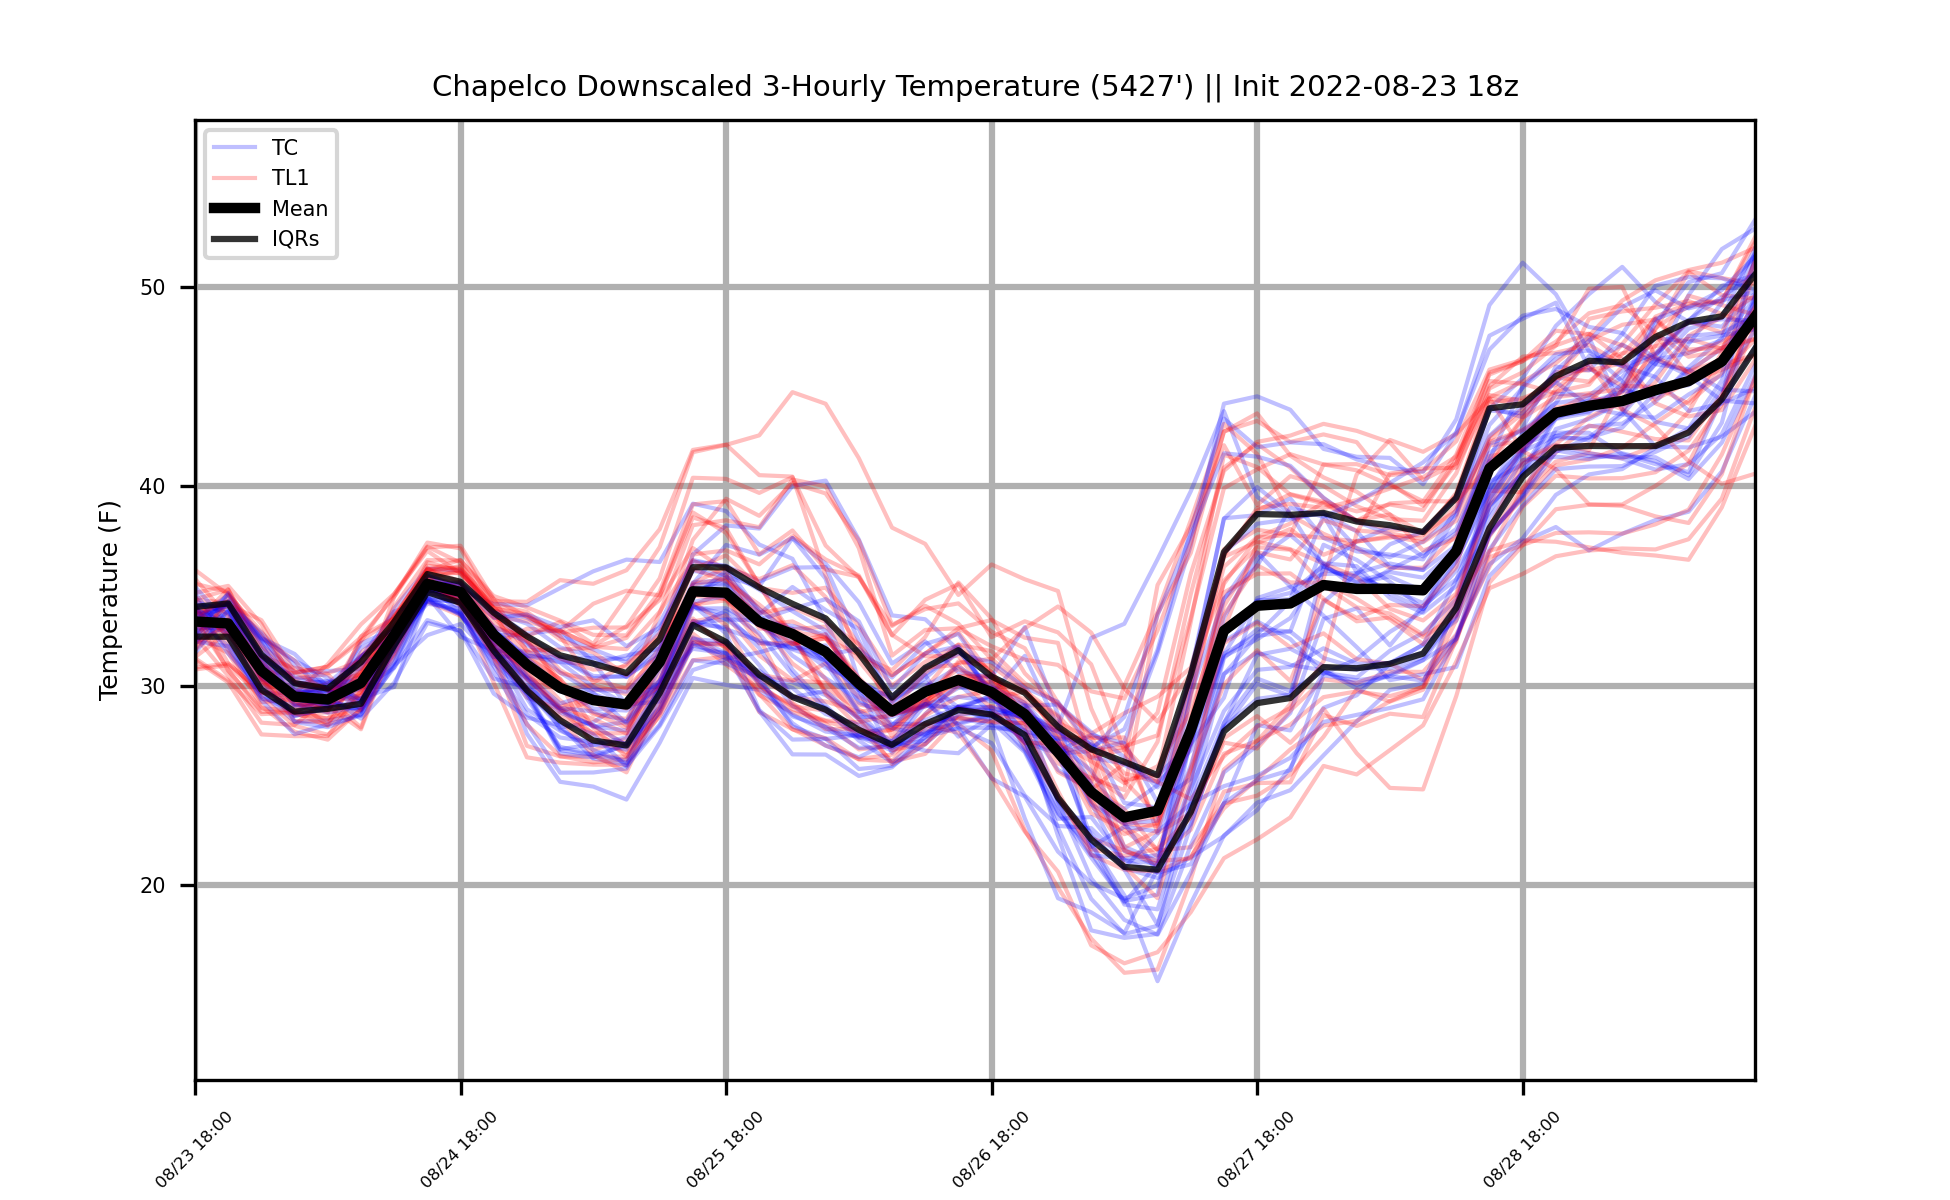 Chapelco Downscaled 3-Hourly Temperature (5427') || Init 2022-08-23 18z
TC
TL1
Mean
IQRs
Temperature (F)
50
40
30
20
08/23 18:00
08/24 18:00
08/25 18:00
08/26 18:00
08/27 18:00
08/28 18:00